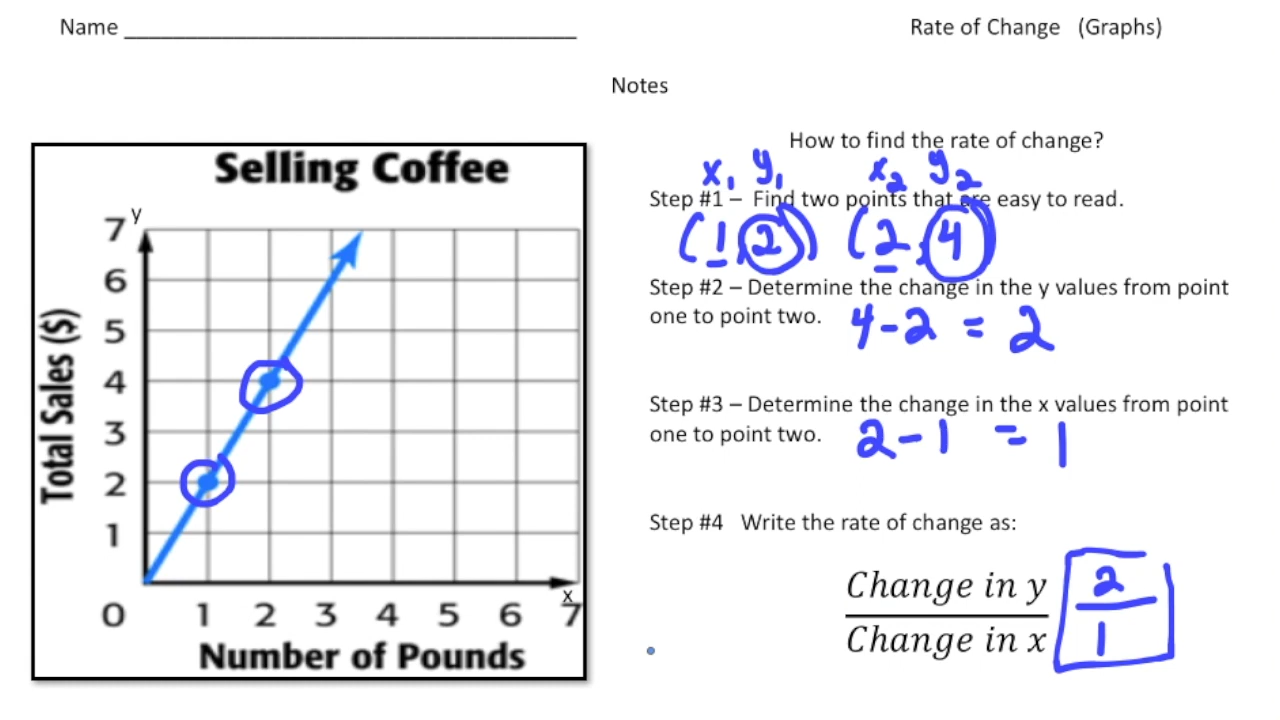 Name ____________________________________
Rate of Change (Graphs)
Notes
Selling Coffee
y
7
6
5
4
3
2
1
0 1 2 3 4 5 6 7
x
Total Sales ($)
Number of Pounds
How to find the rate of change?
x₁ y₁ x₂ y₂
Step #1 – Find two points that are easy to read.
(1,2) (2,4)
Step #2 – Determine the change in the y values from point
one to point two. 4-2 = 2
Step #3 – Determine the change in the x values from point
one to point two. 2-1 = 1
Step #4 Write the rate of change as:
Change in y 2
Change in x 1